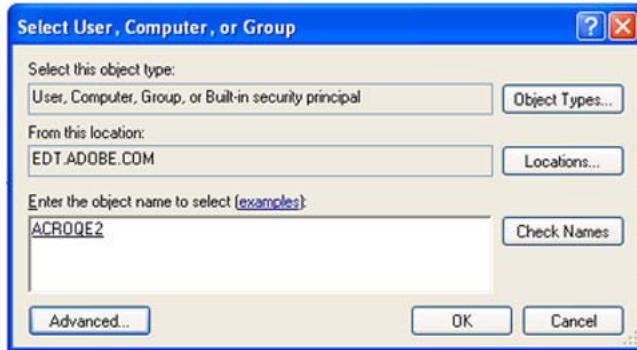 Select User, Computer, or Group
Select this object type:
User, Computer, Group, or Built-in security principal
Object Types...
From this location:
EDT.ADOBE.COM
Locations...
Enter the object name to select (examples):
ACROQE2
Check Names
Advanced...
OK
Cancel